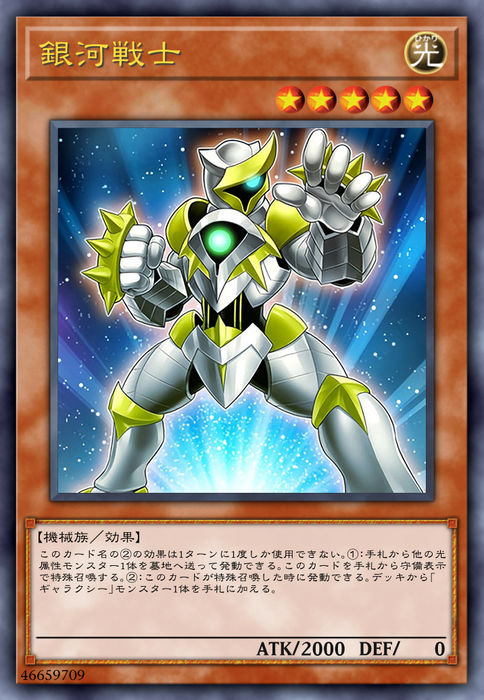 銀河戦士
ひかり
光
【機械族／効果】
このカード名の②の効果は1ターンに1度しか使用できない。①：手札から他の光
属性モンスター1体を墓地へ送って発動できる。このカードを手札から守備表示
で特殊召喚する。②：このカードが特殊召喚した時に発動できる。デッキから「
ギャラクシー」モンスター1体を手札に加える。
ATK/2000 DEF/ 0
46659709